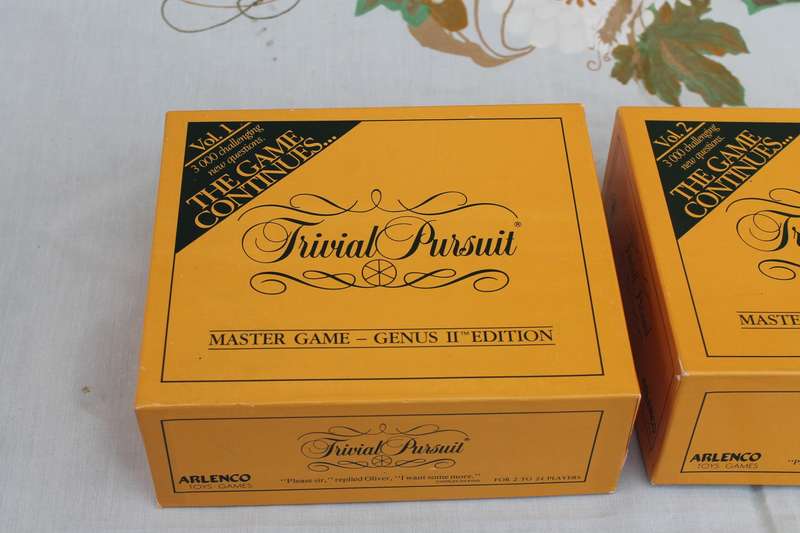 Vol. 1
3 000 challenging
new questions.
THE GAME
CONTINUES...
Trivial Pursuit®
MASTER GAME – GENUS II™ EDITION
Trivial Pursuit®
ARLENCO
TOYS·GAMES
"Please sir," replied Oliver, "I want some more."
FOR 2 TO 24 PLAYERS
Vol. 2
3 000 challenging
new questions.
THE GAME
CONTINUES...
ARLENCO
TOYS·GAMES